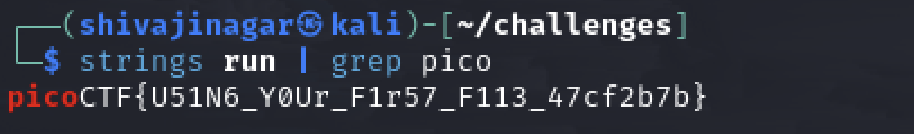 ┌──(shivajinagar㉿kali)-[~/challenges]
└─$ strings run | grep pico
picoCTF{U51N6_Y0Ur_F1r57_F113_47cf2b7b}